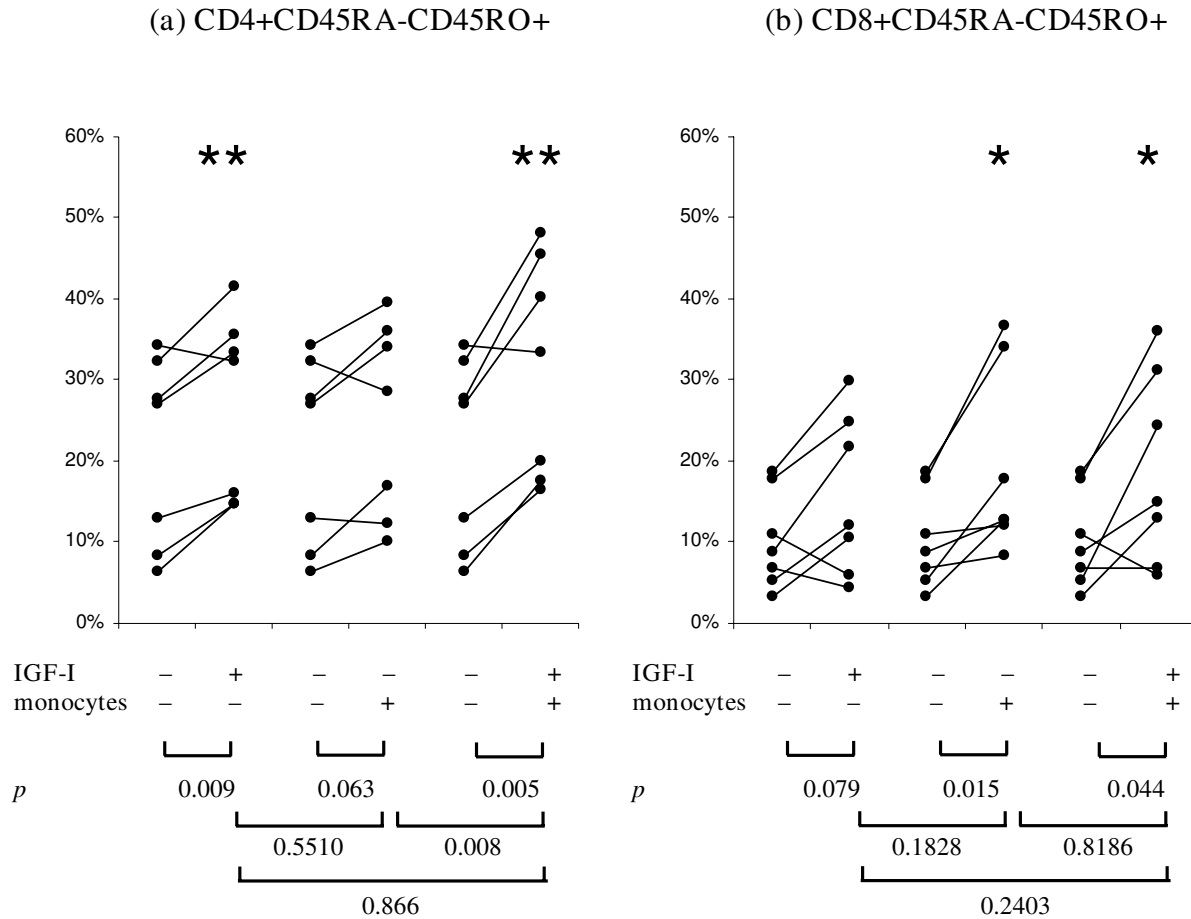 (a) CD4+CD45RA-CD45RO+ (b) CD8+CD45RA-CD45RO+
60% ** ** 60% * *
50% 50%
40% 40%
30% 30%
20% 20%
10% 10%
0% 0%
IGF-I – + – – – + IGF-I – + – – – +
monocytes – – – + – + monocytes – – – + – +
p 0.009 0.063 0.005 p 0.079 0.015 0.044
0.5510 0.008 0.1828 0.8186
0.866 0.2403